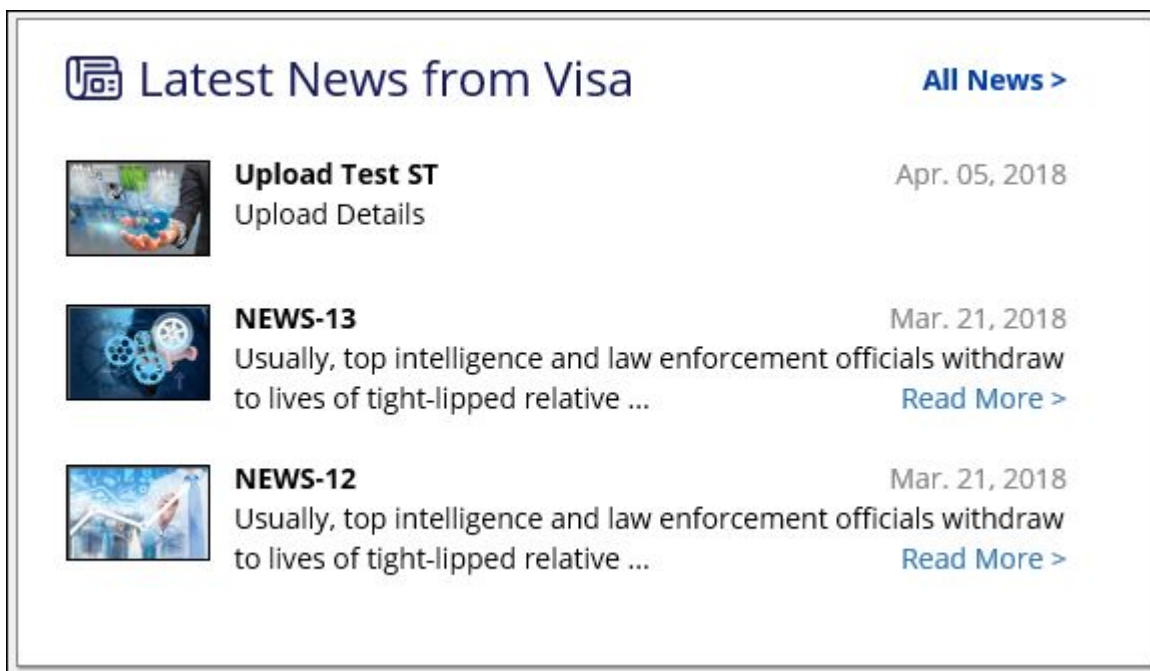 Latest News from Visa All News >
Upload Test ST Apr. 05, 2018
Upload Details
NEWS-13 Mar. 21, 2018
Usually, top intelligence and law enforcement officials withdraw
to lives of tight-lipped relative ... Read More >
NEWS-12 Mar. 21, 2018
Usually, top intelligence and law enforcement officials withdraw
to lives of tight-lipped relative ... Read More >